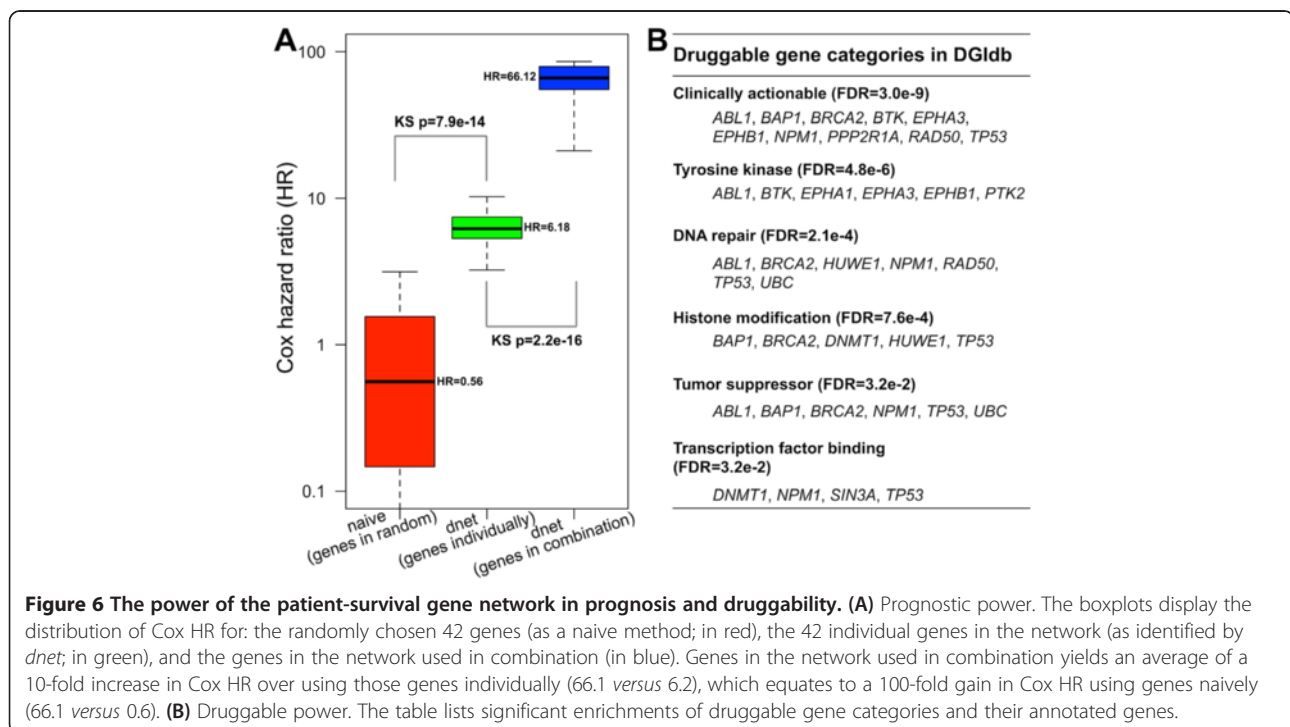 A
100
10
1
0.1
Cox hazard ratio (HR)
HR=66.12
KS p=7.9e-14
HR=6.18
KS p=2.2e-16
HR=0.56
naive
(genes in random)
dnet
(genes individually)
dnet
(genes in combination)
B
Druggable gene categories in DGIdb
Clinically actionable (FDR=3.0e-9)
ABL1, BAP1, BRCA2, BTK, EPHA3,
EPHB1, NPM1, PPP2R1A, RAD50, TP53
Tyrosine kinase (FDR=4.8e-6)
ABL1, BTK, EPHA1, EPHA3, EPHB1, PTK2
DNA repair (FDR=2.1e-4)
ABL1, BRCA2, HUWE1, NPM1, RAD50,
TP53, UBC
Histone modification (FDR=7.6e-4)
BAP1, BRCA2, DNMT1, HUWE1, TP53
Tumor suppressor (FDR=3.2e-2)
ABL1, BAP1, BRCA2, NPM1, TP53, UBC
Transcription factor binding
(FDR=3.2e-2)
DNMT1, NPM1, SIN3A, TP53
Figure 6 The power of the patient-survival gene network in prognosis and druggability. (A) Prognostic power. The boxplots display the
distribution of Cox HR for: the randomly chosen 42 genes (as a naive method; in red), the 42 individual genes in the network (as identified by
dnet; in green), and the genes in the network used in combination (in blue). Genes in the network used in combination yields an average of a
10-fold increase in Cox HR over using those genes individually (66.1 versus 6.2), which equates to a 100-fold gain in Cox HR using genes naively
(66.1 versus 0.6). (B) Druggable power. The table lists significant enrichments of druggable gene categories and their annotated genes.